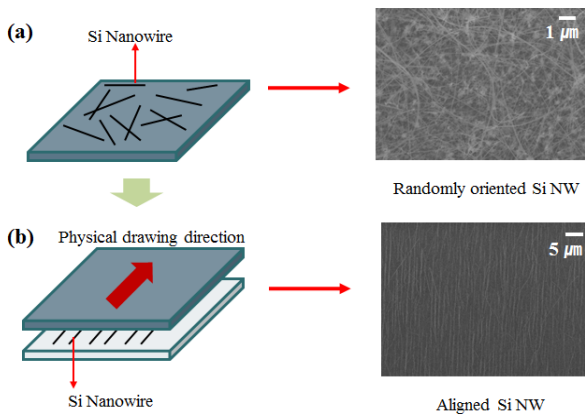 (a)
Si Nanowire
1 μm
Randomly oriented Si NW
(b)
Physical drawing direction
5 μm
Si Nanowire
Aligned Si NW